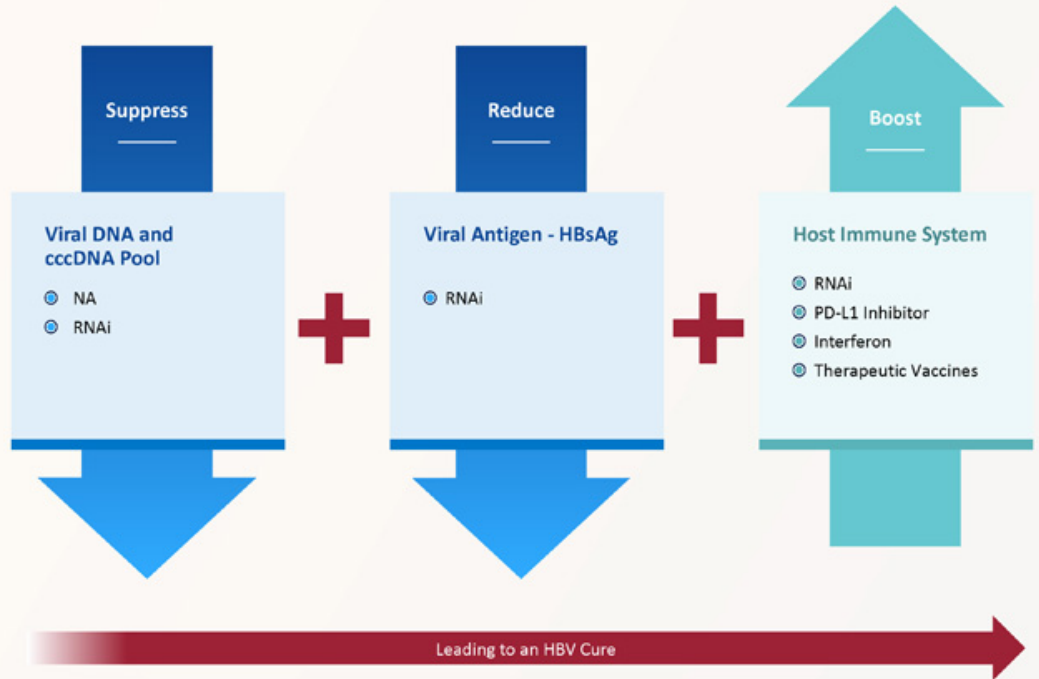 Suppress
Viral DNA and
cccDNA Pool
NA
RNAi
Reduce
Viral Antigen - HBsAg
RNAi
Boost
Host Immune System
RNAi
PD-L1 Inhibitor
Interferon
Therapeutic Vaccines
Leading to an HBV Cure